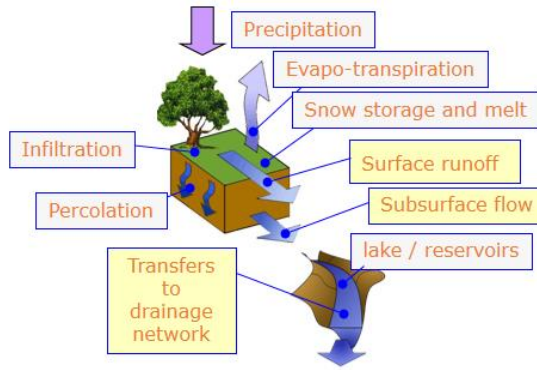 Precipitation
Evapo-transpiration
Snow storage and melt
Infiltration
Surface runoff
Percolation
Subsurface flow
lake / reservoirs
Transfers
to
drainage
network